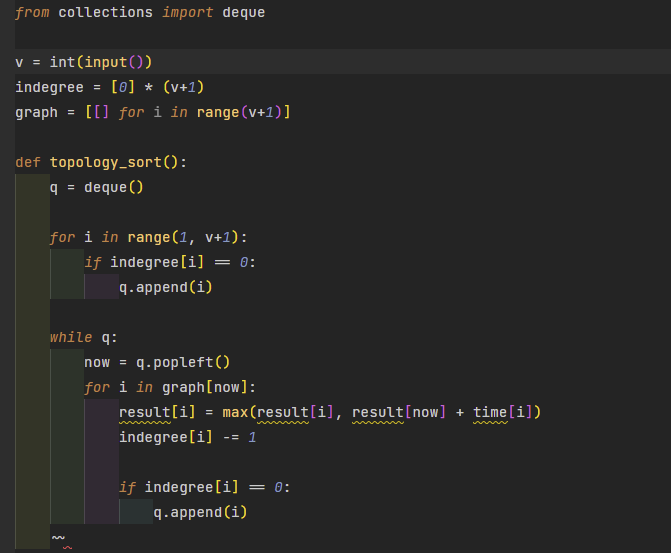 from collections import deque
v = int(input())
indegree = [0] * (v+1)
graph = [[] for i in range(v+1)]
def topology_sort():
q = deque()
for i in range(1, v+1):
if indegree[i] == 0:
q.append(i)
while q:
now = q.popleft()
for i in graph[now]:
result[i] = max(result[i], result[now] + time[i])
indegree[i] -= 1
if indegree[i] == 0:
q.append(i)
~~